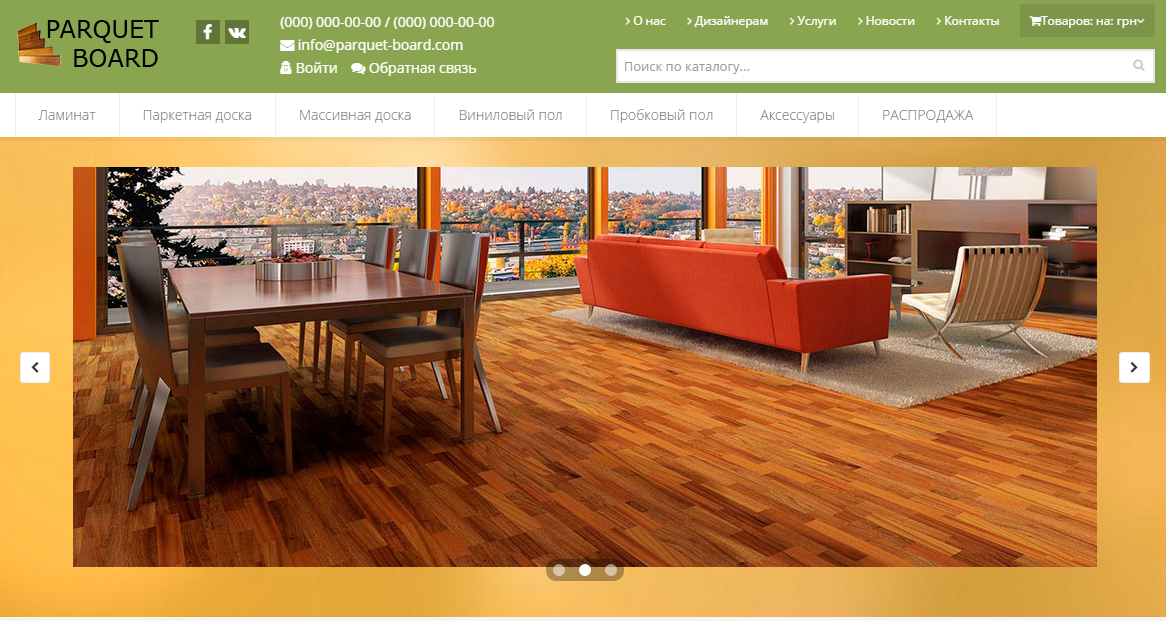 PARQUET
BOARD
(000) 000-00-00 / (000) 000-00-00
info@parquet-board.com
Войти Обратная связь
О нас Дизайнерам Услуги Новости Контакты Товаров: на: грн
Поиск по каталогу...
Ламинат Паркетная доска Массивная доска Виниловый пол Пробковый пол Аксессуары РАСПРОДАЖА